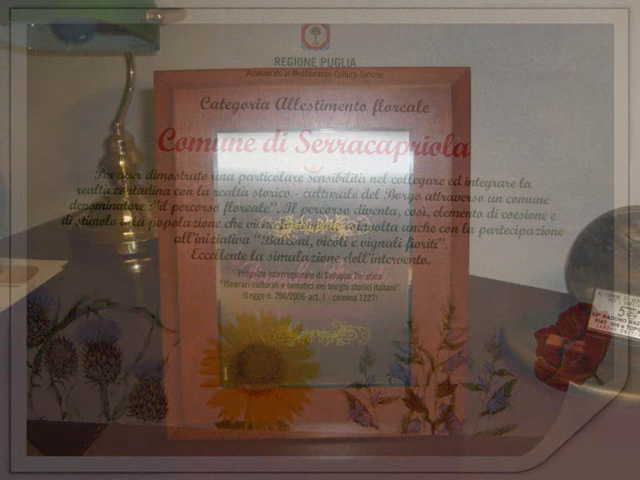 REGIONE PUGLIA
Assessorato al Mediterraneo Cultura Turismo
Categoria Allestimento floreale
Comune di Serracapriola
Per aver dimostrato una particolare sensibilità nel collegare ed integrare la
realtà contadina con la realtà storico - culturale del Borgo attraverso un comune
denominatore :"il percorso floreale". Il percorso diventa, così, elemento di coesione e
di stimolo a la popolazione che coinvolta anche con la partecipazione
all'iniziativa "Balconi, vicoli e vignali fioriti".
Eccellente la simulazione dell'intervento.
Progetto Interregionale di Sviluppo Turistico
"Itinerari culturali e tematici nei borghi storici italiani"
(Legge n. 296/2006-art. 1 - comma 1227)
RADUNO
FIAT 500 e